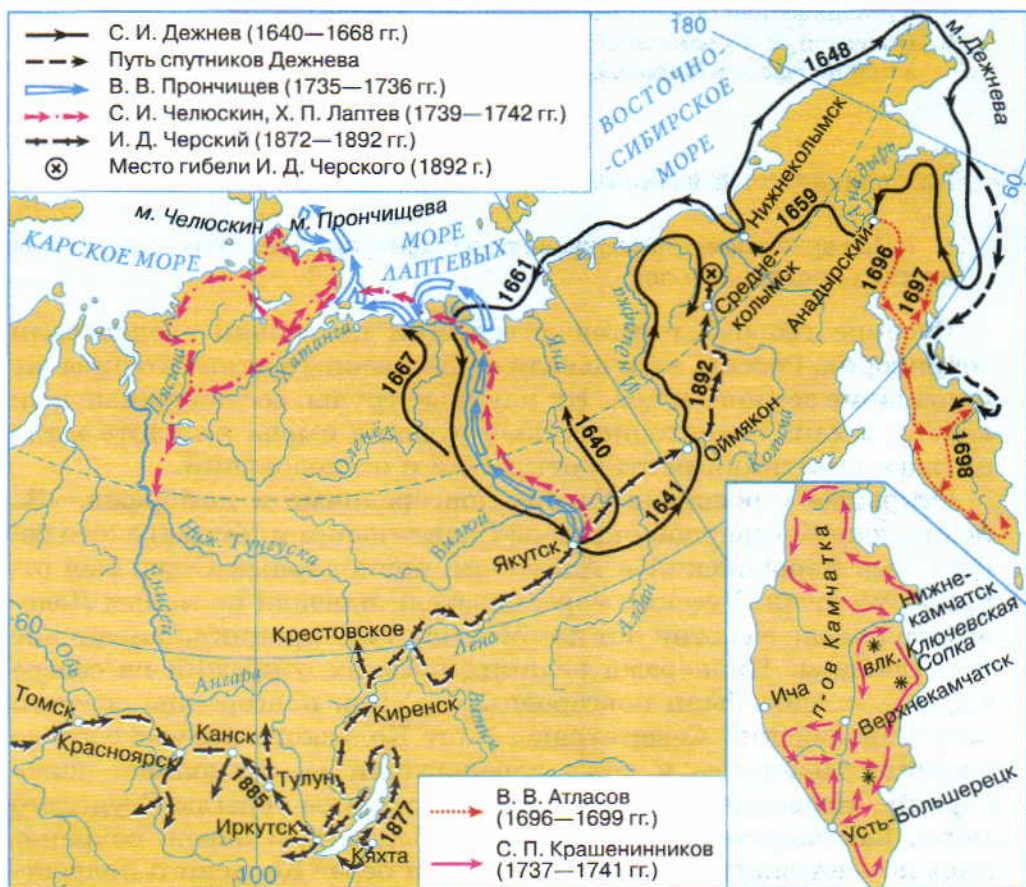 С. И. Дежнев (1640—1668 гг.)
Путь спутников Дежнева
В. В. Прончищев (1735—1736 гг.)
С. И. Челюскин, Х. П. Лаптев (1739—1742 гг.)
И. Д. Черский (1872—1892 гг.)
Место гибели И. Д. Черского (1892 г.)
180
1648
м. Дежнева
ВОСТОЧНО-
-СИБИРСКОЕ
МОРЕ
60
м. Челюскин
м. Прончищева
КАРСКОЕ МОРЕ
МОРЕ
ЛАПТЕВЫХ
1661
Нижнеколымск
1659
Анадырь
Анадырский
1696
1697
1698
Средне-
колымск
Индигирка
Яна
1892
Оймякон
Колыма
Пясина
Хатанга
1667
Оленёк
1640
1641
Вилюй
Якутск
Ниж. Тунгуска
Енисей
60
Обь
Ангара
Крестовское
Лена
Алдан
Витим
Киренск
Томск
Красноярск
Канск
1885
Тулун
Иркутск
1877
Кяхта
100
В. В. Атласов
(1696—1699 гг.)
С. П. Крашенинников
(1737—1741 гг.)
п-ов Камчатка
Нижне-
камчатск
влк. Ключевская
Сопка
Ича
Верхнекамчатск
Усть-Большерецк